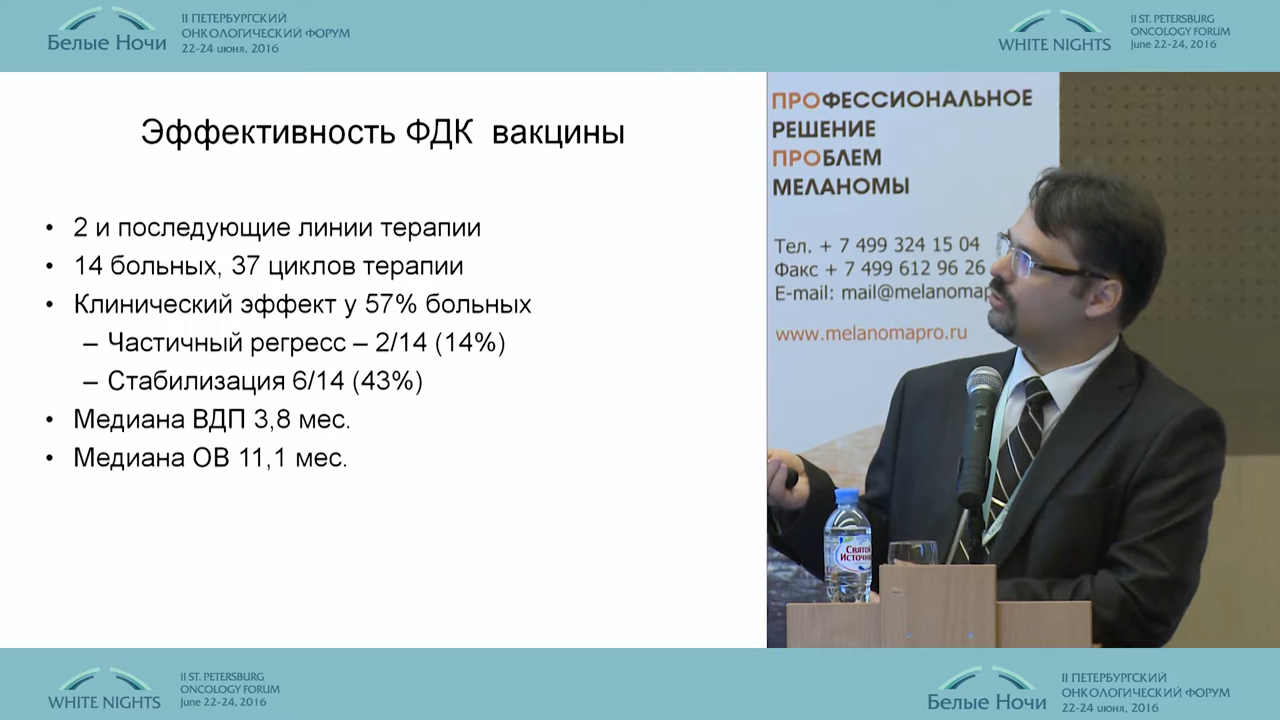 Белые Ночи
II ПЕТЕРБУРГСКИЙ
ОНКОЛОГИЧЕСКИЙ ФОРУМ
22-24 июня, 2016
WHITE NIGHTS
II ST. PETERSBURG
ONCOLOGY FORUM
June 22-24, 2016
Эффективность ФДК вакцины
• 2 и последующие линии терапии
• 14 больных, 37 циклов терапии
• Клинический эффект у 57% больных
– Частичный регресс – 2/14 (14%)
– Стабилизация 6/14 (43%)
• Медиана ВДП 3,8 мес.
• Медиана ОВ 11,1 мес.
ПРОФЕССИОНАЛЬНОЕ
РЕШЕНИЕ
ПРОБЛЕМ
МЕЛАНОМЫ
Тел. + 7 499 324 15 04
Факс + 7 499 612 96 26
E-mail: mail@melanomap
www.melanomapro.ru
Святой
Источник
WHITE NIGHTS
II ST. PETERSBURG
ONCOLOGY FORUM
June 22-24, 2016
Белые Ночи
II ПЕТЕРБУРГСКИЙ
ОНКОЛОГИЧЕСКИЙ ФОРУМ
22-24 июня, 2016